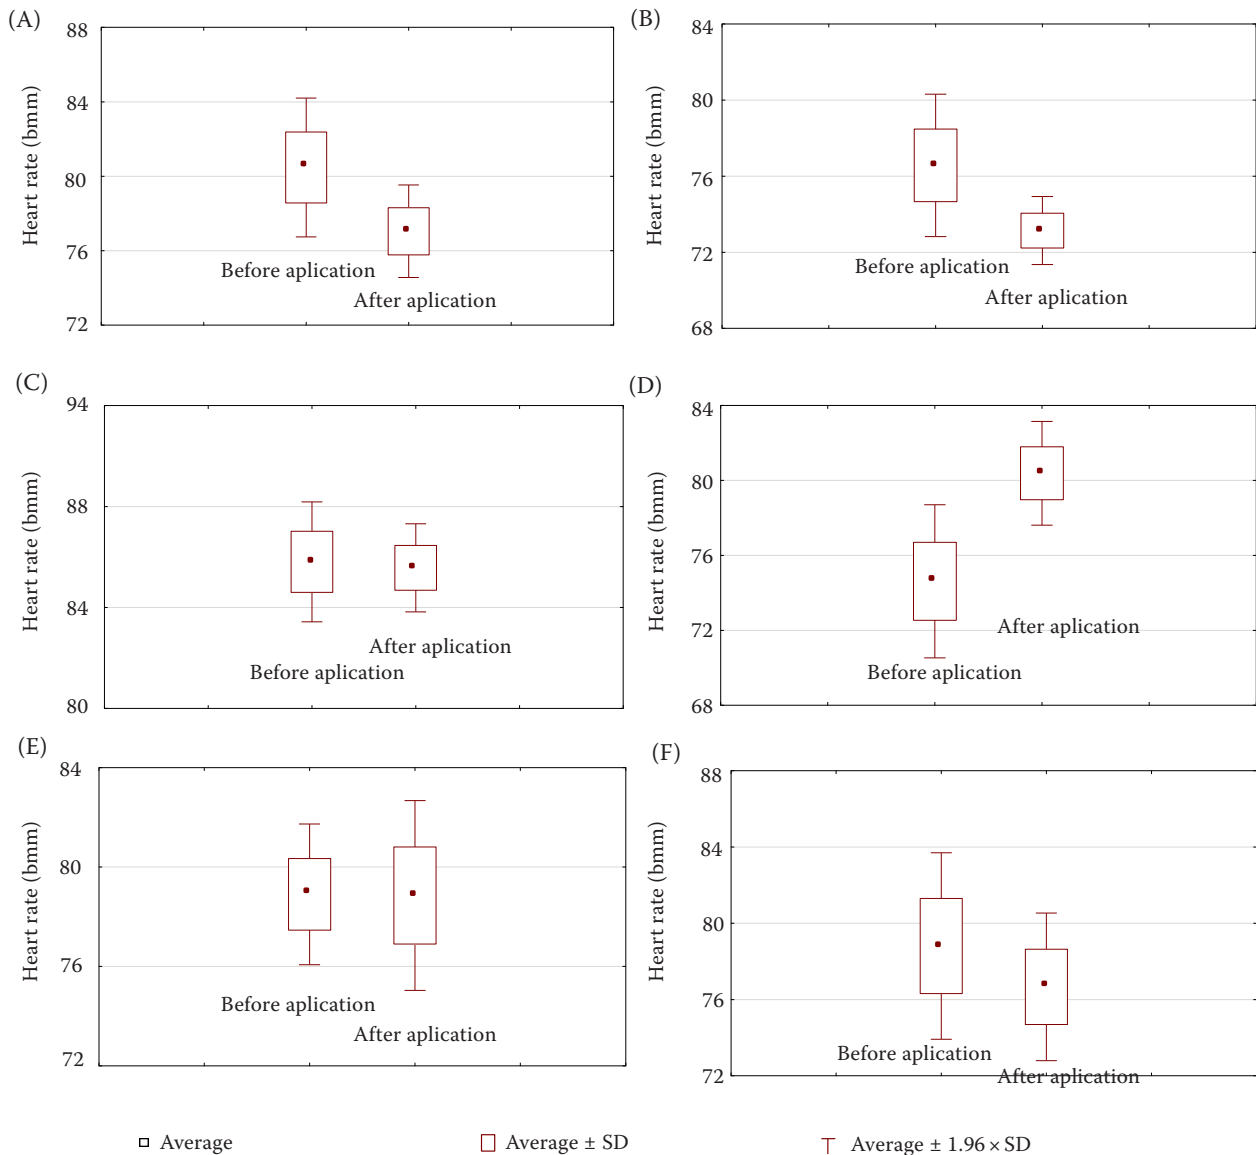 (A)
88
84
80
76
72
Heart rate (bmm)
Before aplication
After aplication
(B)
84
80
76
72
68
Heart rate (bmm)
Before aplication
After aplication
(C)
94
88
84
80
Heart rate (bmm)
After aplication
Before aplication
(D)
84
80
76
72
68
Heart rate (bmm)
After aplication
Before aplication
(E)
84
80
76
72
Heart rate (bmm)
Before aplication
After aplication
(F)
88
84
80
76
72
Heart rate (bmm)
Before aplication
After aplication
Average
Average ± SD
Average ± 1.96 × SD